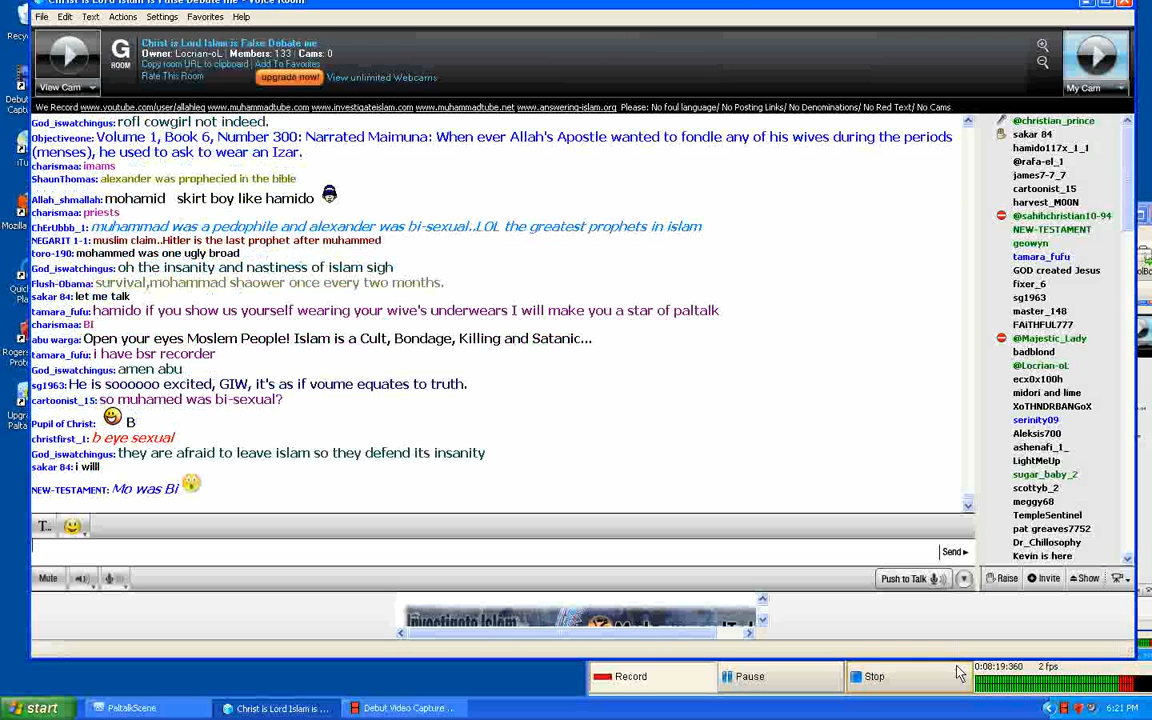 Christ is Lord Islam is False Debate me - Voice Room
File Edit Text Actions Settings Favorites Help
G
ROOM
Christ is Lord Islam is False Debate me
Owner: Locrian-oL | Members: 133 | Cams: 0
Copy room URL to clipboard | Add To Favorites
Rate This Room
upgrade now! View unlimited Webcams
View Cam
My Cam
We Record www.youtube.com/user/allahleg www.muhammadtube.com www.investigateislam.com www.muhammadtube.net www.answering-islam.org Please: No foul language/ No Posting Links/ No Denominations/ No Red Text/ No Cams
God_iswatchingus: rofl cowgirl not indeed.
Objectiveone: Volume 1, Book 6, Number 300: Narrated Maimuna: When ever Allah's Apostle wanted to fondle any of his wives during the periods
(menses), he used to ask to wear an Izar.
charismaa: imams
ShaunThomas: alexander was prophecied in the bible
Allah_shmallah: mohamid skirt boy like hamido
charismaa: priests
ChErUbbb_1: muhammad was a pedophile and alexander was bi-sexual..LOL the greatest prophets in islam
NEGARIT 1-1: muslim claim..Hitler is the last prophet after muhammed
toro-190: mohammed was one ugly broad
God_iswatchingus: oh the insanity and nastiness of islam sigh
Flush-Obama: survival,mohammad shaower once every two months.
sakar 84: let me talk
tamara_fufu: hamido if you show us yourself wearing your wive's underwears I will make you a star of paltalk
charismaa: BI
abu warga: Open your eyes Moslem People! Islam is a Cult, Bondage, Killing and Satanic...
tamara_fufu: i have bsr recorder
God_iswatchingus: amen abu
sg1963: He is soooooo excited, GIW, it's as if voume equates to truth.
cartoonist_15: so muhamed was bi-sexual?
Pupil of Christ: B
christfirst_1: b eye sexual
God_iswatchingus: they are afraid to leave islam so they defend its insanity
sakar 84: i willl
NEW-TESTAMENT: Mo was Bi
@christian_prince
sakar 84
hamido117x_1_1
@rafa-el_1
james7-7_7
cartoonist_15
harvest_M00N
@sahibchristian10-94
NEW-TESTAMENT
geowyn
tamara_fufu
GOD created Jesus
fixer_6
sg1963
master_148
FAiTHFUL777
@Majestic_Lady
badblond
@Locrian-oL
ecx0x100h
midori and lime
XoTHNDRBANGoX
serinity09
Aleksis700
ashenafi_1_
LightMeUp
sugar_baby_2
scottyb_2
meggy68
TempleSentinel
pat greaves7752
Dr_Chillosophy
Kevin is here
T..
Send
Mute
Push to Talk
Raise Invite Show
Investigate Islam
Record Pause Stop
0:08:19:360 2 fps
start PaltalkScene Christ is Lord Islam is ... Debut Video Capture ... 6:21 PM